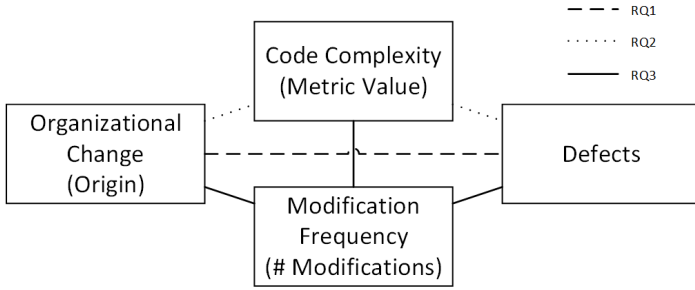 RQ1
RQ2
RQ3
Code Complexity
(Metric Value)
Organizational
Change
(Origin)
Defects
Modification
Frequency
(# Modifications)